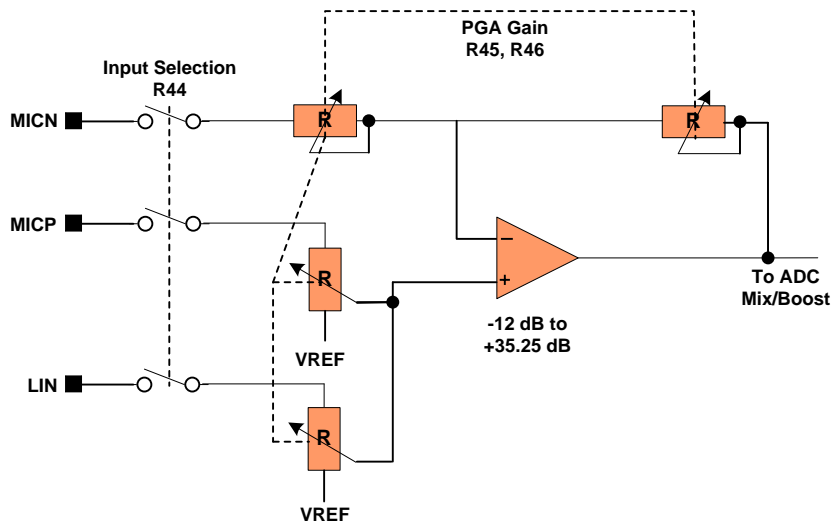 PGA Gain
R45, R46
Input Selection
R44
MICN
R
R
MICP
R
−
+
VREF
-12 dB to
+35.25 dB
To ADC
Mix/Boost
LIN
R
VREF